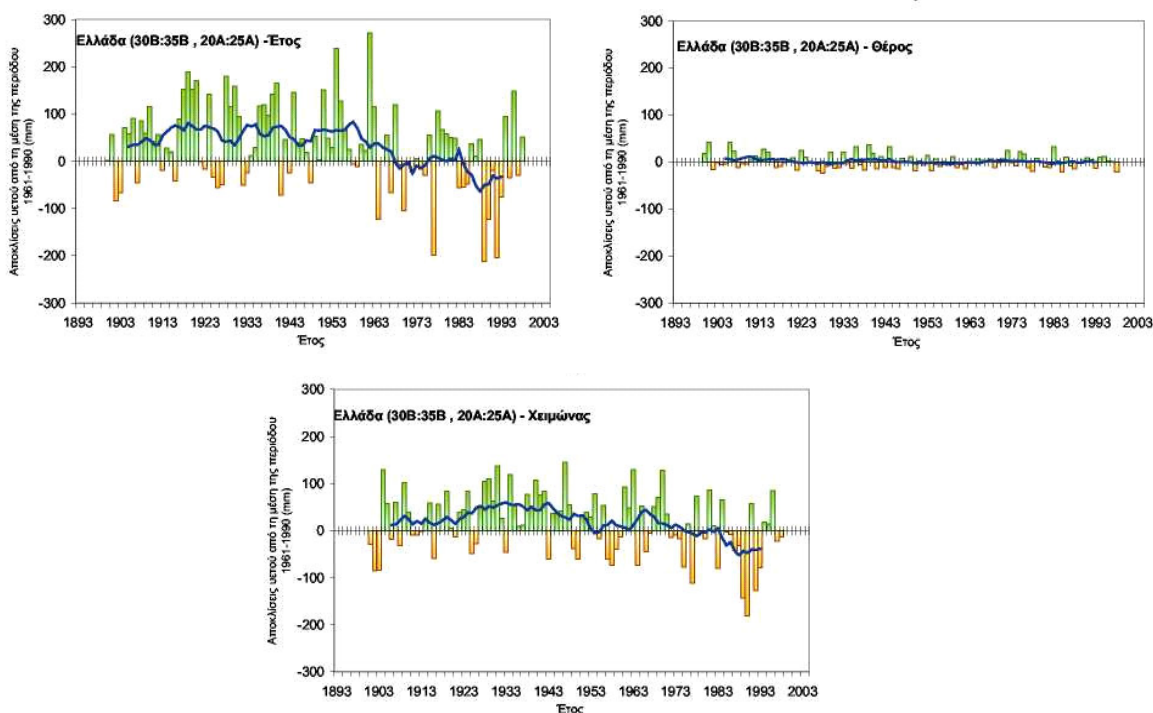 Ελλάδα (30Β:35Β , 20Α:25Α) -Έτος
Αποκλίσεις υετού από τη μέση της περιόδου
1961-1990 (mm)
300
200
100
0
-100
-200
-300
1893 1903 1913 1923 1933 1943 1953 1963 1973 1983 1993 2003
Έτος
Ελλάδα (30Β:35Β , 20Α:25Α) - Θέρος
Αποκλίσεις υετού από τη μέση της περιόδου
1961-1990 (mm)
300
200
100
0
-100
-200
-300
1893 1903 1913 1923 1933 1943 1953 1963 1973 1983 1993 2003
Έτος
Ελλάδα (30Β:35Β , 20Α:25Α) - Χειμώνας
Αποκλίσεις υετού από τη μέση της περιόδου
1961-1990 (mm)
300
200
100
0
-100
-200
-300
1893 1903 1913 1923 1933 1943 1953 1963 1973 1983 1993 2003
Έτος